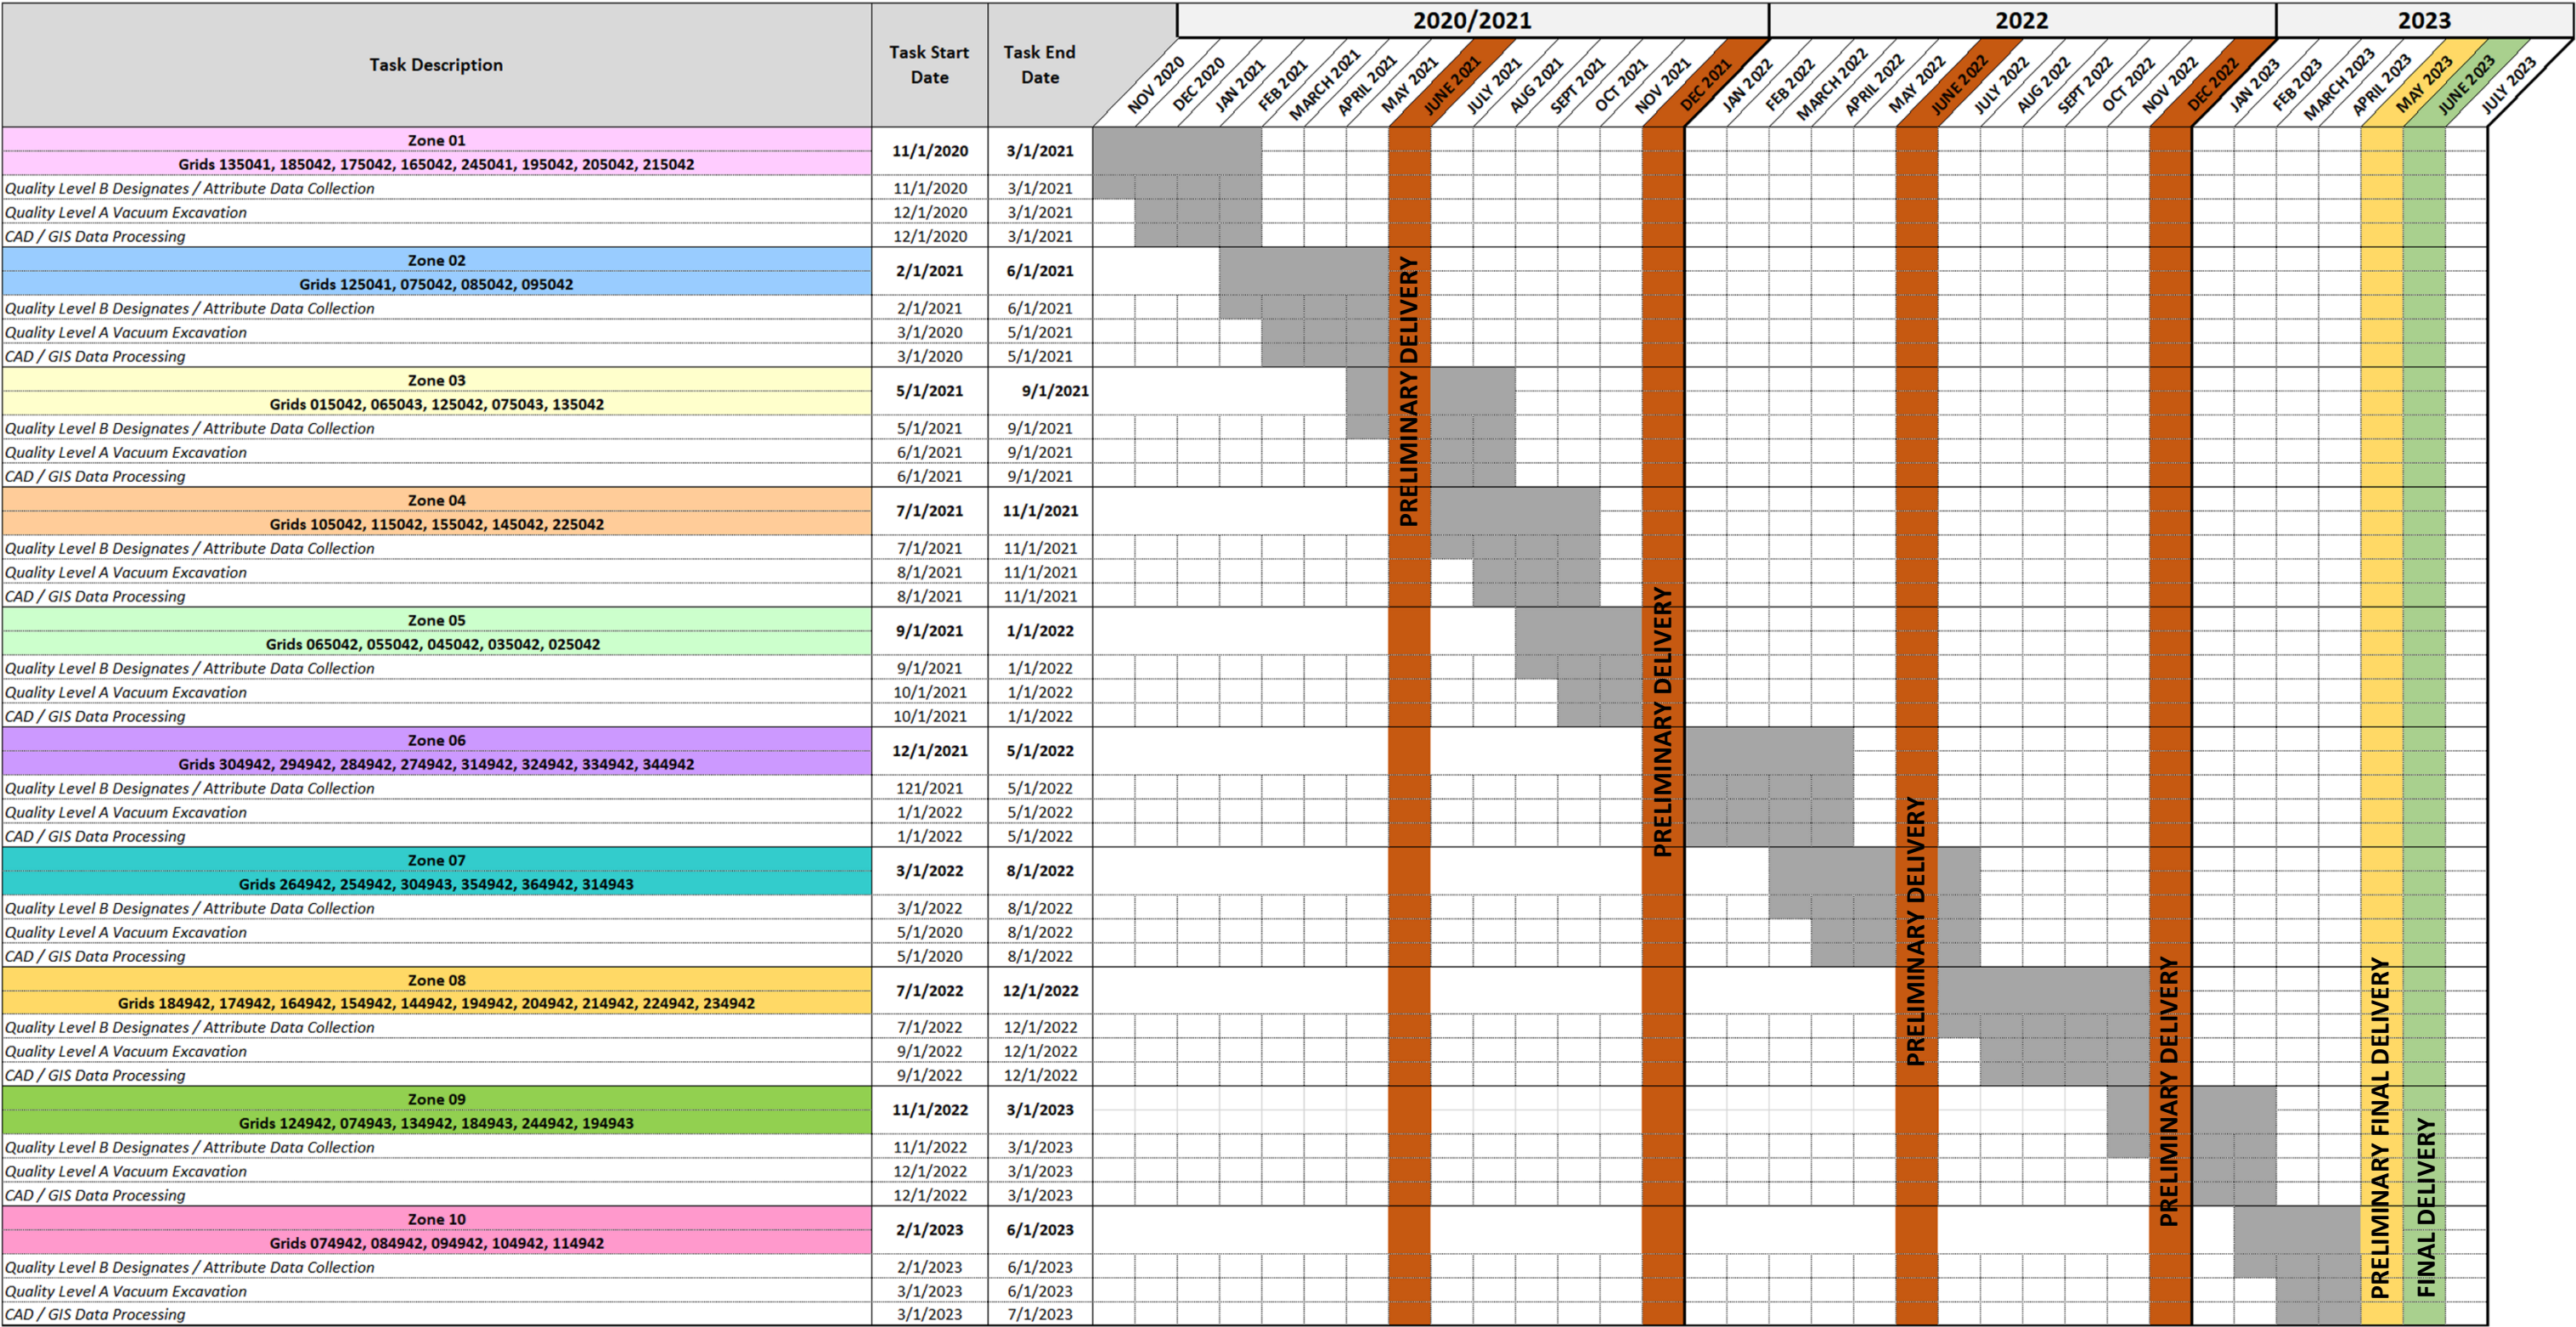 Task Description
Task Start Date
Task End Date
2020/2021
2022
2023
NOV 2020
DEC 2020
JAN 2021
FEB 2021
MARCH 2021
APRIL 2021
MAY 2021
JUNE 2021
JULY 2021
AUG 2021
SEPT 2021
OCT 2021
NOV 2021
DEC 2021
JAN 2022
FEB 2022
MARCH 2022
APRIL 2022
MAY 2022
JUNE 2022
JULY 2022
AUG 2022
SEPT 2022
OCT 2022
NOV 2022
DEC 2022
JAN 2023
FEB 2023
MARCH 2023
APRIL 2023
MAY 2023
JUNE 2023
JULY 2023
Zone 01
Grids 135041, 185042, 175042, 165042, 245041, 195042, 205042, 215042
11/1/2020 3/1/2021
Quality Level B Designates / Attribute Data Collection 11/1/2020 3/1/2021
Quality Level A Vacuum Excavation 12/1/2020 3/1/2021
CAD / GIS Data Processing 12/1/2020 3/1/2021
Zone 02
Grids 125041, 075042, 085042, 095042
2/1/2021 6/1/2021
Quality Level B Designates / Attribute Data Collection 2/1/2021 6/1/2021
Quality Level A Vacuum Excavation 3/1/2020 5/1/2021
CAD / GIS Data Processing 3/1/2020 5/1/2021
Zone 03
Grids 015042, 065043, 125042, 075043, 135042
5/1/2021 9/1/2021
Quality Level B Designates / Attribute Data Collection 5/1/2021 9/1/2021
Quality Level A Vacuum Excavation 6/1/2021 9/1/2021
CAD / GIS Data Processing 6/1/2021 9/1/2021
Zone 04
Grids 105042, 115042, 155042, 145042, 225042
7/1/2021 11/1/2021
Quality Level B Designates / Attribute Data Collection 7/1/2021 11/1/2021
Quality Level A Vacuum Excavation 8/1/2021 11/1/2021
CAD / GIS Data Processing 8/1/2021 11/1/2021
Zone 05
Grids 065042, 055042, 045042, 035042, 025042
9/1/2021 1/1/2022
Quality Level B Designates / Attribute Data Collection 9/1/2021 1/1/2022
Quality Level A Vacuum Excavation 10/1/2021 1/1/2022
CAD / GIS Data Processing 10/1/2021 1/1/2022
Zone 06
Grids 304942, 294942, 284942, 274942, 314942, 324942, 334942, 344942
12/1/2021 5/1/2022
Quality Level B Designates / Attribute Data Collection 121/2021 5/1/2022
Quality Level A Vacuum Excavation 1/1/2022 5/1/2022
CAD / GIS Data Processing 1/1/2022 5/1/2022
Zone 07
Grids 264942, 254942, 304943, 354942, 364942, 314943
3/1/2022 8/1/2022
Quality Level B Designates / Attribute Data Collection 3/1/2022 8/1/2022
Quality Level A Vacuum Excavation 5/1/2020 8/1/2022
CAD / GIS Data Processing 5/1/2020 8/1/2022
Zone 08
Grids 184942, 174942, 164942, 154942, 144942, 194942, 204942, 214942, 224942, 234942
7/1/2022 12/1/2022
Quality Level B Designates / Attribute Data Collection 7/1/2022 12/1/2022
Quality Level A Vacuum Excavation 9/1/2022 12/1/2022
CAD / GIS Data Processing 9/1/2022 12/1/2022
Zone 09
Grids 124942, 074943, 134942, 184943, 244942, 194943
11/1/2022 3/1/2023
Quality Level B Designates / Attribute Data Collection 11/1/2022 3/1/2023
Quality Level A Vacuum Excavation 12/1/2022 3/1/2023
CAD / GIS Data Processing 12/1/2022 3/1/2023
Zone 10
Grids 074942, 084942, 094942, 104942, 114942
2/1/2023 6/1/2023
Quality Level B Designates / Attribute Data Collection 2/1/2023 6/1/2023
Quality Level A Vacuum Excavation 3/1/2023 6/1/2023
CAD / GIS Data Processing 3/1/2023 7/1/2023
PRELIMINARY DELIVERY
PRELIMINARY DELIVERY
PRELIMINARY DELIVERY
PRELIMINARY DELIVERY
PRELIMINARY FINAL DELIVERY
FINAL DELIVERY